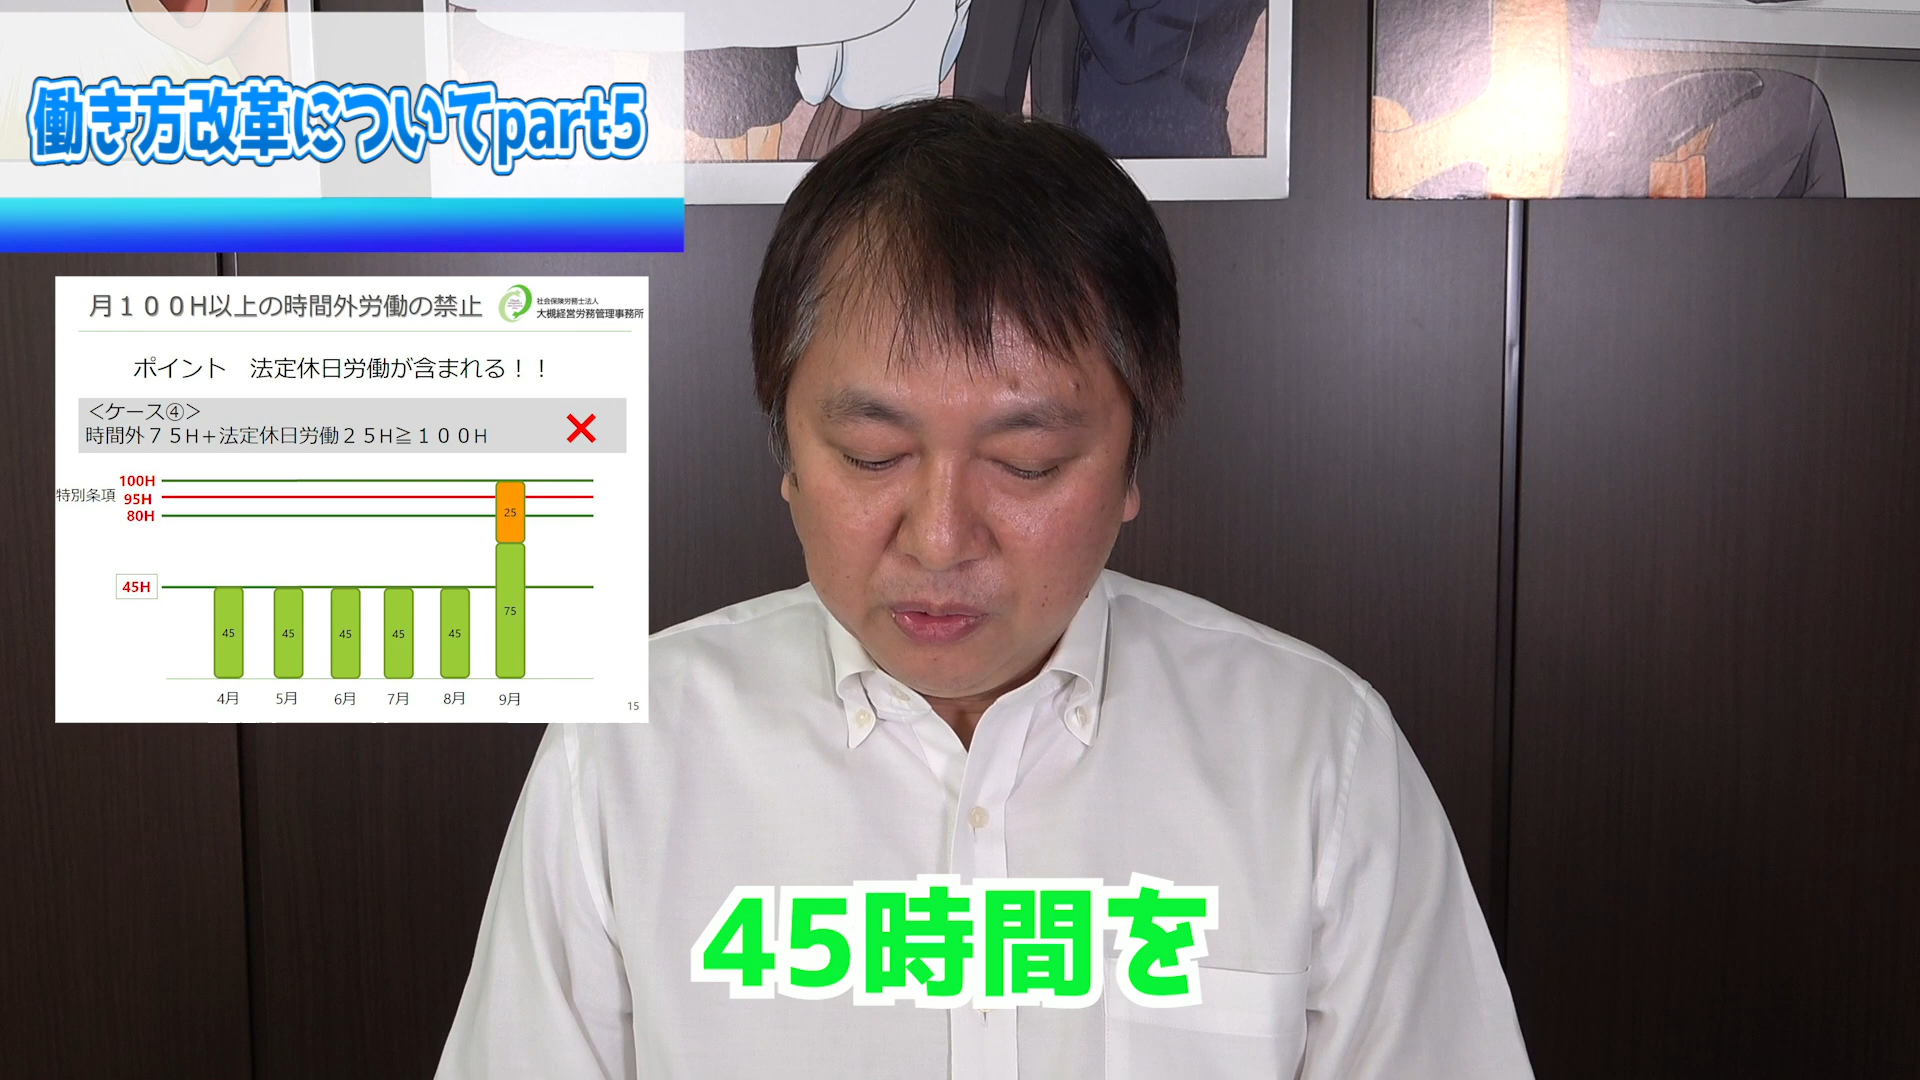 働き方改革についてpart5
月１００H以上の時間外労働の禁止
社会保険労務士法人
大槻経営労務管理事務所
ポイント　法定休日労働が含まれる！！
＜ケース④＞
時間外７５H＋法定休日労働２５H≧１００H
100H
特別条項
95H
80H
25
45H
75
45 45 45 45 45
4月 5月 6月 7月 8月 9月
15
45時間を